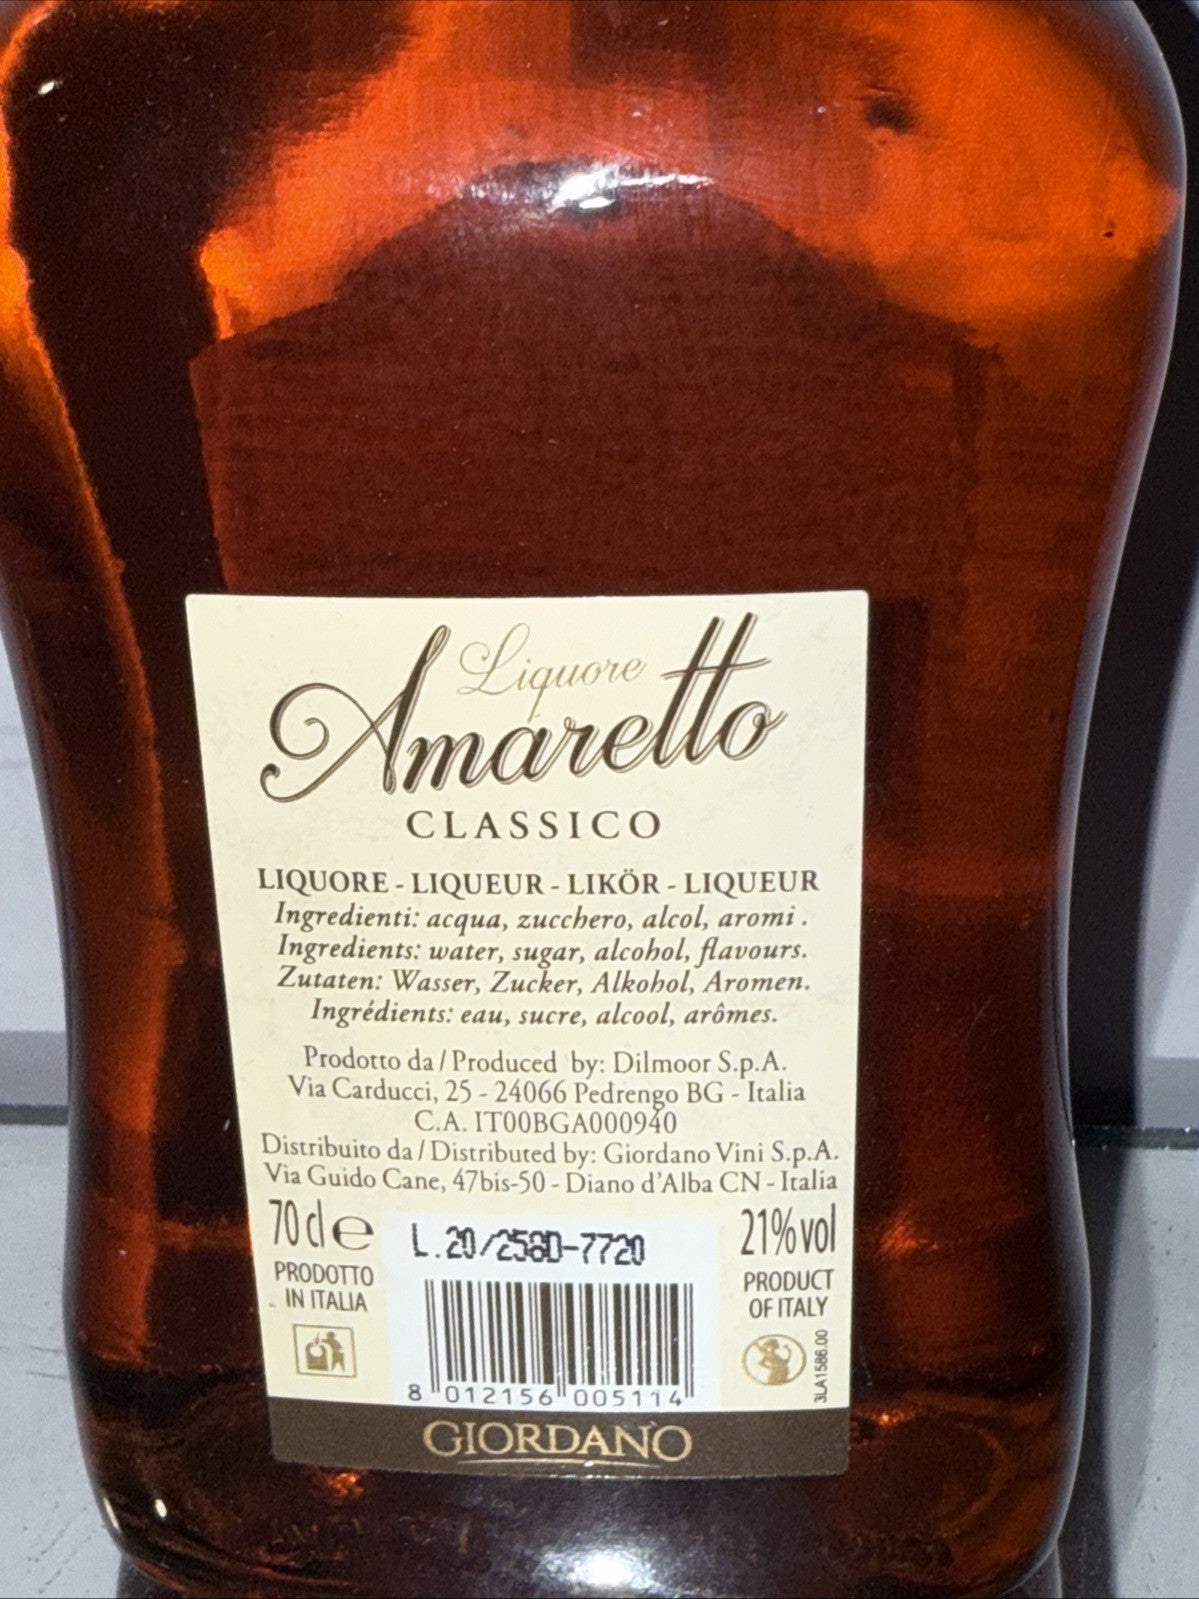 Liquore
Amaretto
CLASSICO
LIQUORE - LIQUEUR - LIKÖR - LIQUEUR
Ingredienti: acqua, zucchero, alcol, aromi .
Ingredients: water, sugar, alcohol, flavours.
Zutaten: Wasser, Zucker, Alkohol, Aromen.
Ingrédients: eau, sucre, alcool, arômes.
Prodotto da / Produced by: Dilmoor S.p.A.
Via Carducci, 25 - 24066 Pedrengo BG - Italia
C.A. IT00BGA000940
Distribuito da / Distributed by: Giordano Vini S.p.A.
Via Guido Cane, 47bis-50 - Diano d'Alba CN - Italia
70 cl e
L.20/258D-7720
21% vol
PRODOTTO
IN ITALIA
PRODUCT
OF ITALY
3LA1586.00
8 012156 005114
GIORDANO